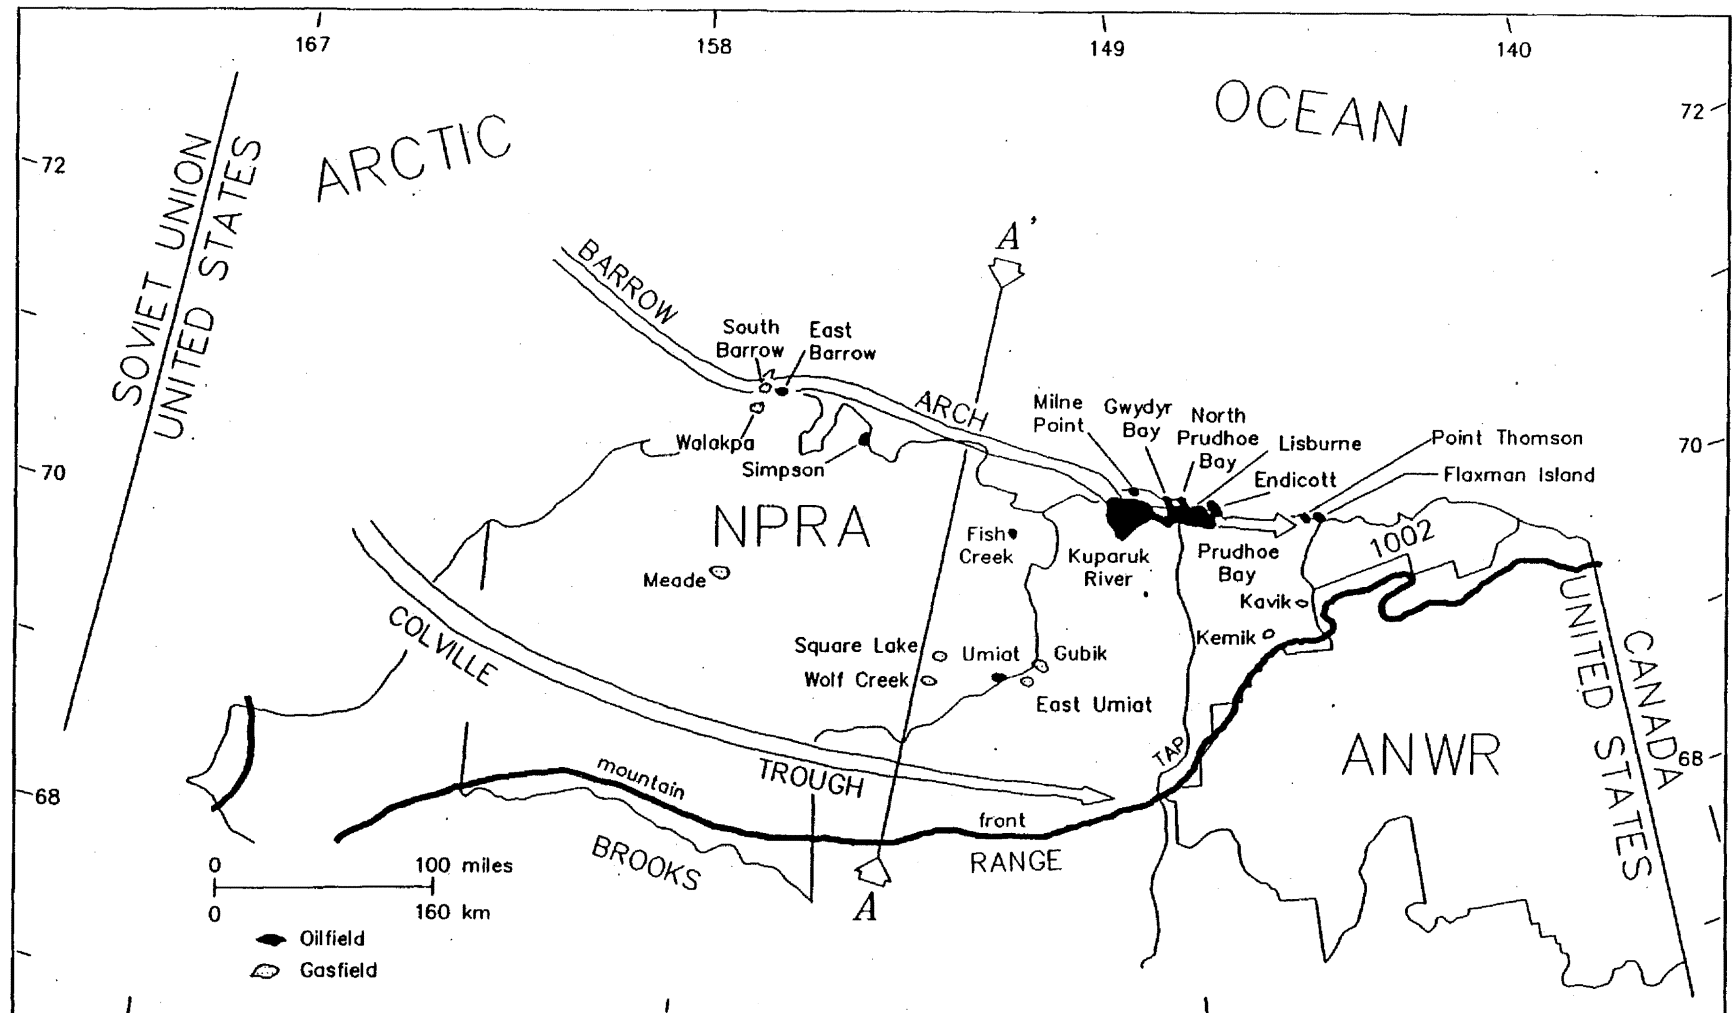 167
158
149
140
OCEAN
72
72
ARCTIC
SOVIET UNION
UNITED STATES
A'
BARROW
South
Barrow
East
Barrow
ARCH
Milne
Point
Gwydyr
Bay
North
Prudhoe
Bay
Lisburne
Endicott
Point Thomson
Flaxman Island
70
70
Walakpa
Simpson
NPRA
Fish
Creek
Kuparuk
River
Prudhoe
Bay
1002
Meade
Kavik
Kemik
COLVILLE
Square Lake
Umiat
Gubik
Wolf Creek
East Umiat
UNITED STATES
CANADA
TAP
ANWR
68
68
TROUGH
mountain
front
BROOKS
RANGE
0 100 miles
0 160 km
A
Oilfield
Gasfield